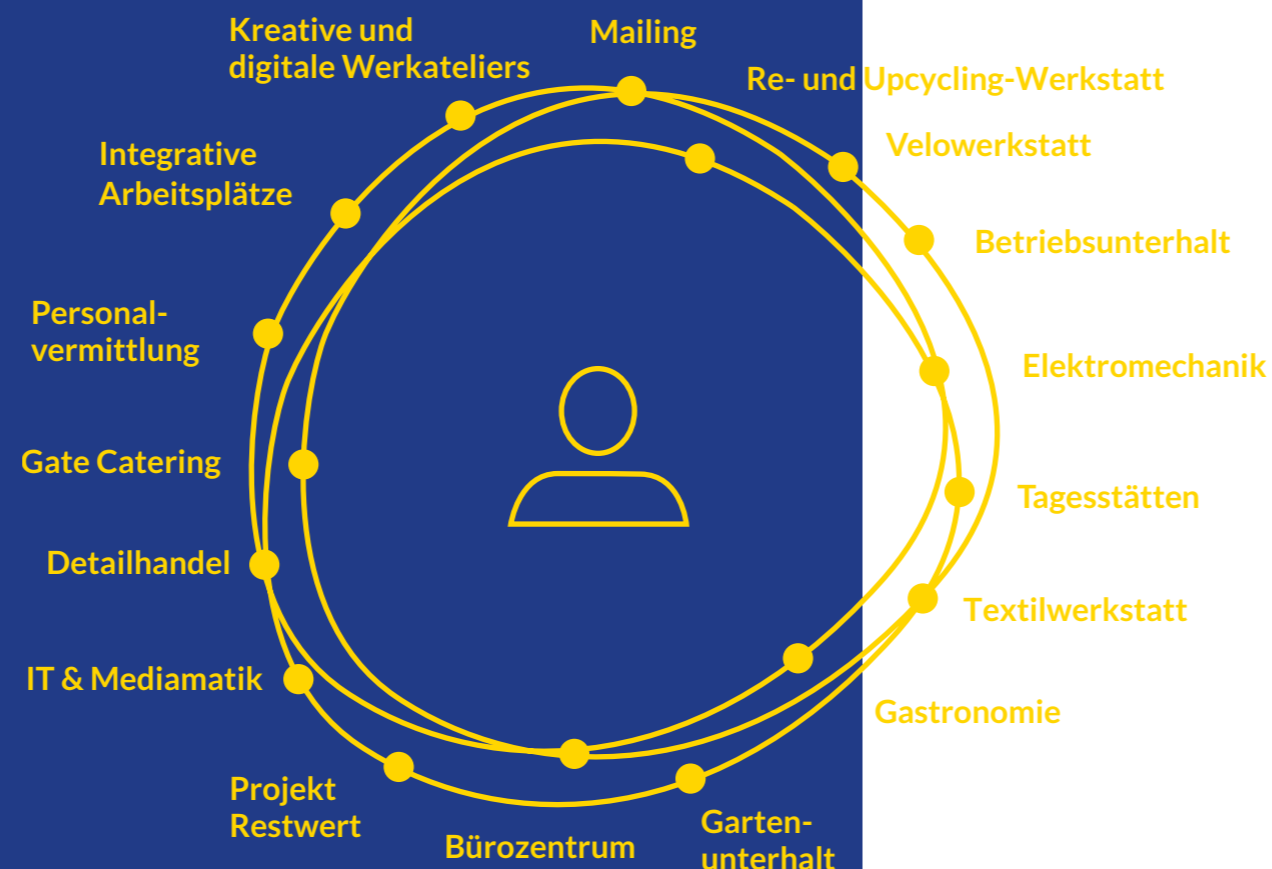 Kreative und
digitale Werkateliers
Mailing
Re- und Upcycling-Werkstatt
Velowerkstatt
Betriebsunterhalt
Elektromechanik
Tagesstätten
Textilwerkstatt
Gastronomie
Garten-
unterhalt
Bürozentrum
Projekt
Restwert
IT & Mediamatik
Detailhandel
Gate Catering
Personal-
vermittlung
Integrative
Arbeitsplätze